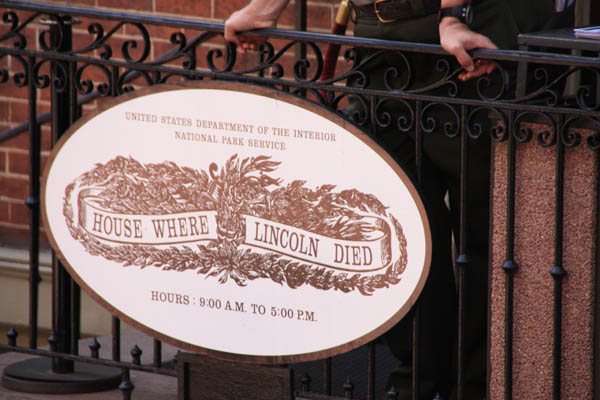 UNITED STATES DEPARTMENT OF THE INTERIOR
NATIONAL PARK SERVICE
HOUSE WHERE LINCOLN DIED
HOURS : 9:00 A.M. TO 5:00 P.M.